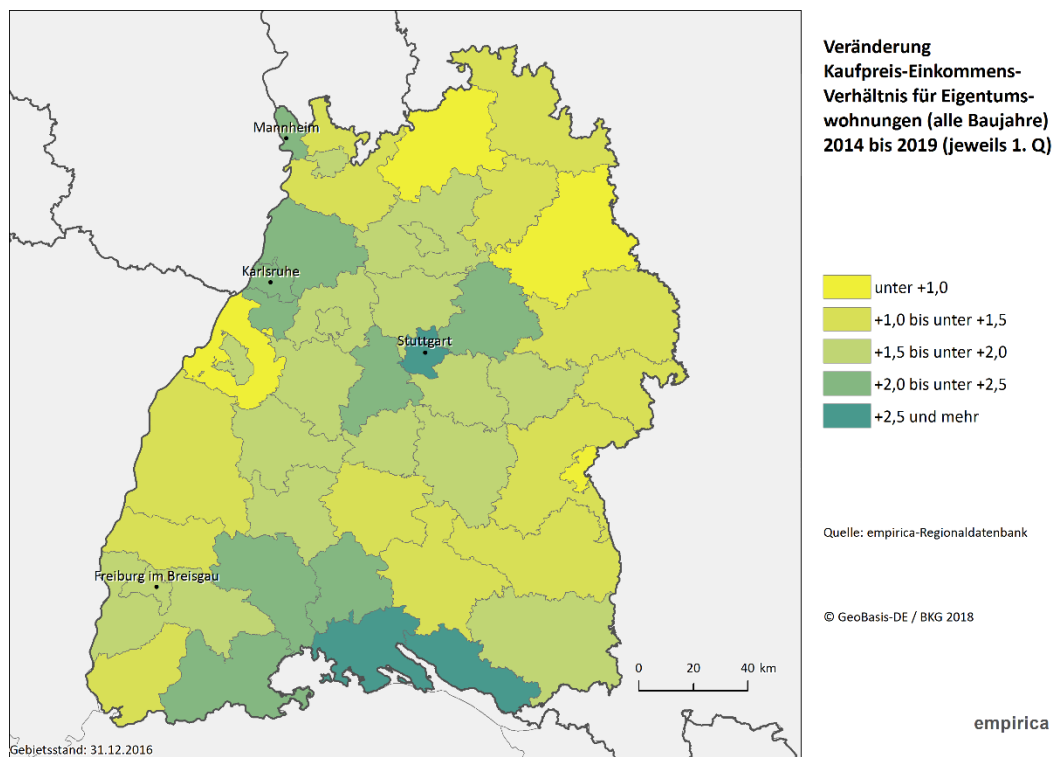 Veränderung
Kaufpreis-Einkommens-
Verhältnis für Eigentums-
wohnungen (alle Baujahre)
2014 bis 2019 (jeweils 1. Q)
Mannheim
Karlsruhe
Stuttgart
Freiburg im Breisgau
unter +1,0
+1,0 bis unter +1,5
+1,5 bis unter +2,0
+2,0 bis unter +2,5
+2,5 und mehr
Quelle: empirica-Regionaldatenbank
© GeoBasis-DE / BKG 2018
0 20 40 km
empirica
Gebietsstand: 31.12.2016